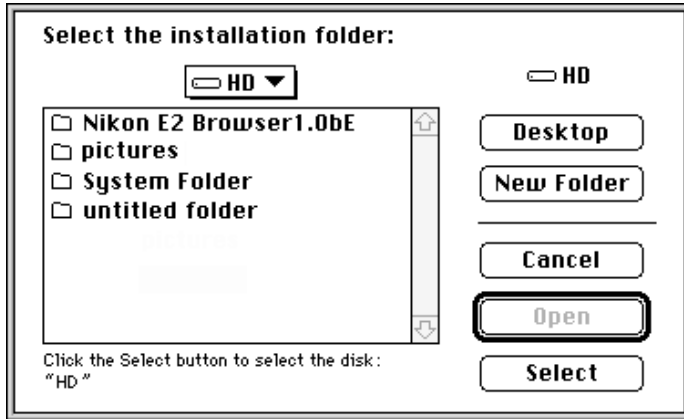 Select the installation folder:
HD
HD
Nikon E2 Browser1.0bE
pictures
System Folder
untitled folder
Desktop
New Folder
Cancel
Open
Select
Click the Select button to select the disk:
“HD”